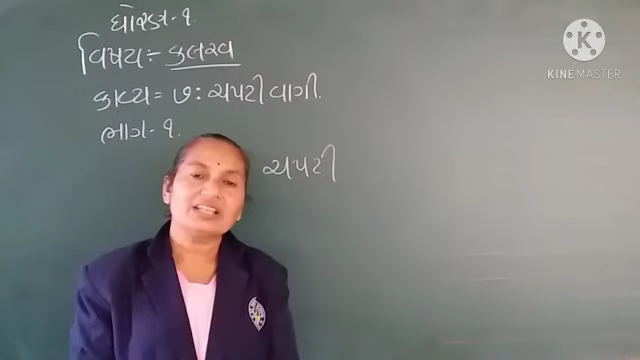 ધોરણ - ૧.
વિષય :- કલરવ
કાવ્ય = ૭ : ચપટી વાગી.
ભાગ - ૧.
ચપટી
K
KINEMASTER